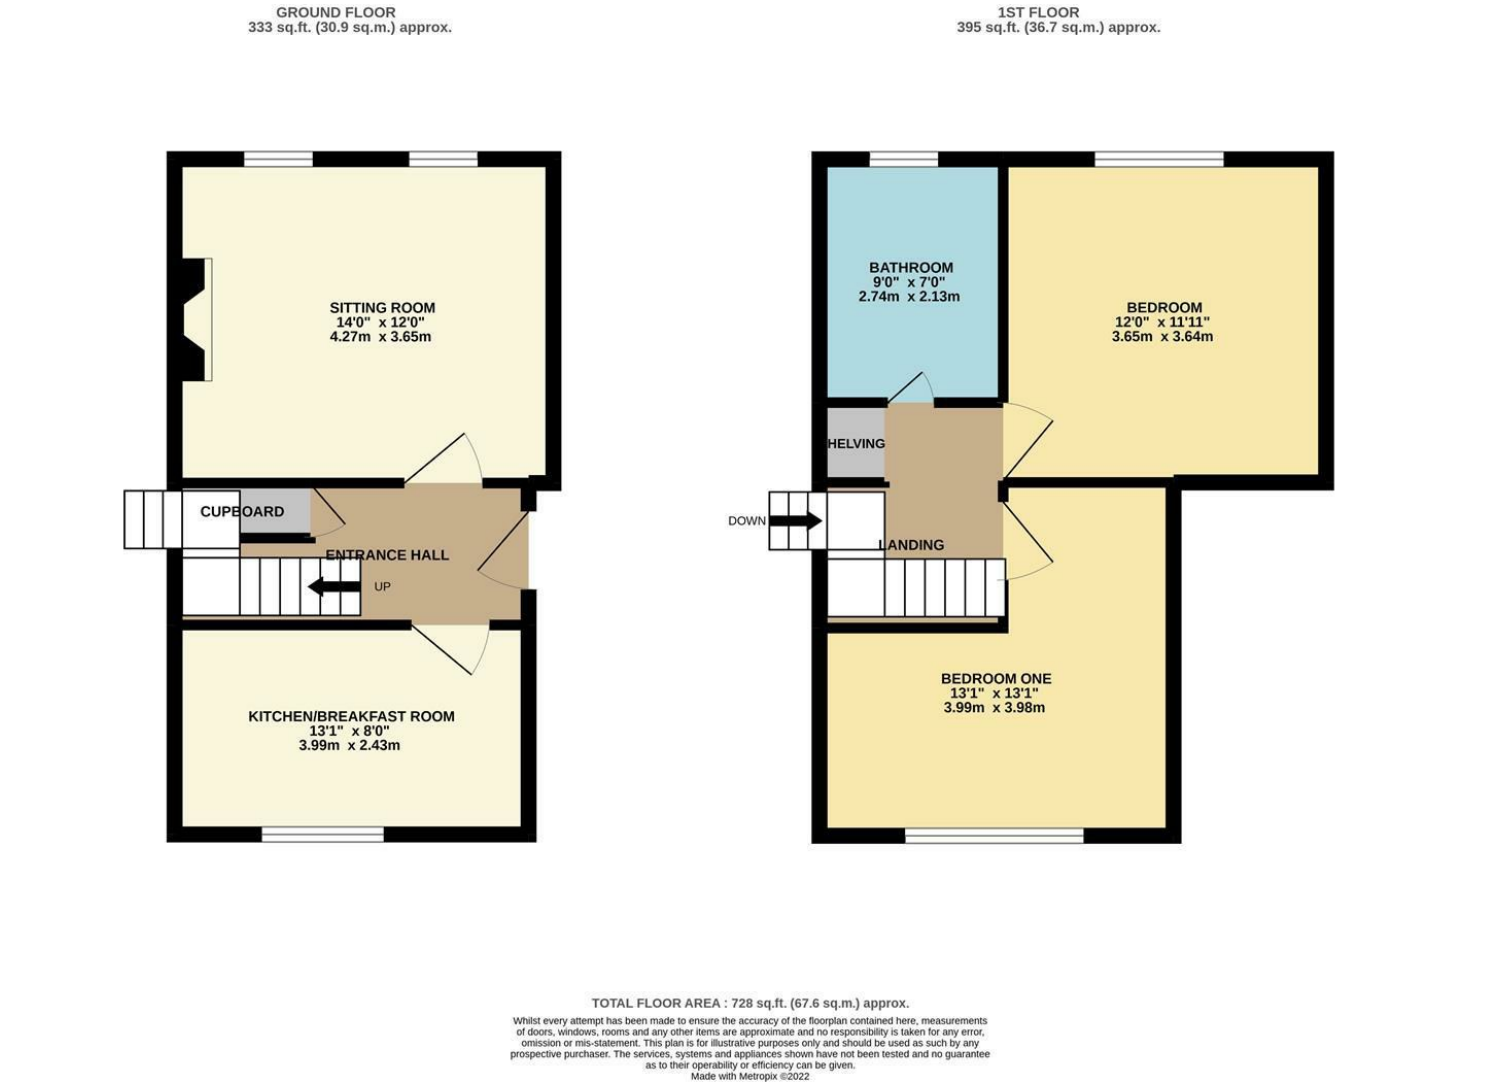 GROUND FLOOR
333 sq.ft. (30.9 sq.m.) approx.
1ST FLOOR
395 sq.ft. (36.7 sq.m.) approx.
SITTING ROOM
14'0" x 12'0"
4.27m x 3.65m
CUPBOARD
ENTRANCE HALL
UP
KITCHEN/BREAKFAST ROOM
13'1" x 8'0"
3.99m x 2.43m
BATHROOM
9'0" x 7'0"
2.74m x 2.13m
BEDROOM
12'0" x 11'11"
3.65m x 3.64m
HELVING
DOWN
LANDING
BEDROOM ONE
13'1" x 13'1"
3.99m x 3.98m
TOTAL FLOOR AREA : 728 sq.ft. (67.6 sq.m.) approx.
Whilst every attempt has been made to ensure the accuracy of the floorplan contained here, measurements
of doors, windows, rooms and any other items are approximate and no responsibility is taken for any error,
omission or mis-statement. This plan is for illustrative purposes only and should be used as such by any
prospective purchaser. The services, systems and appliances shown have not been tested and no guarantee
as to their operability or efficiency can be given.
Made with Metropix ©2022